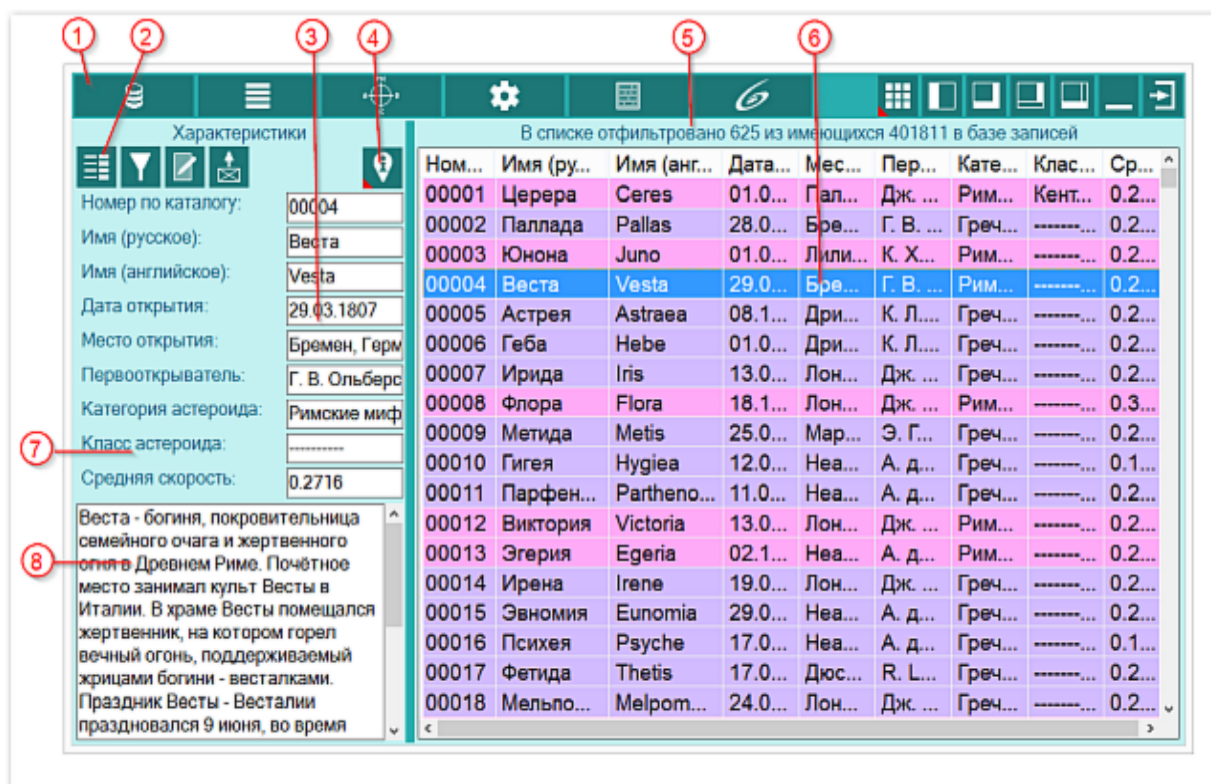 1 2 3 4 5 6
Характеристики
В списке отфильтровано 625 из имеющихся 401811 в базе записей
Номер по каталогу: 00004
Имя (русское): Веста
Имя (английское): Vesta
Дата открытия: 29.03.1807
Место открытия: Бремен, Герм
Первооткрыватель: Г. В. Ольберс
Категория астероида: Римские миф
7 Класс астероида: ----------
Средняя скорость: 0.2716
Веста - богиня, покровительница
семейного очага и жертвенного
8 огня в Древнем Риме. Почётное
место занимал культ Весты в
Италии. В храме Весты помещался
жертвенник, на котором горел
вечный огонь, поддерживаемый
жрицами богини - весталками.
Праздник Весты - Весталии
праздновался 9 июня, во время
Ном... Имя (ру... Имя (анг... Дата... Мес... Пер... Кате... Клас... Ср...
00001 Церера Ceres 01.0... Пал... Дж. ... Рим... Кент... 0.2...
00002 Паллада Pallas 28.0... Бре... Г. В. ... Греч... -------... 0.2...
00003 Юнона Juno 01.0... Лили... К. Х... Рим... -------... 0.2...
00004 Веста Vesta 29.0... Бре... Г. В. ... Рим... -------... 0.2...
00005 Астрея Astraea 08.1... Дри... К. Л.... Греч... -------... 0.2...
00006 Геба Hebe 01.0... Дри... К. Л.... Греч... -------... 0.2...
00007 Ирида Iris 13.0... Лон... Дж. ... Греч... -------... 0.2...
00008 Флора Flora 18.1... Лон... Дж. ... Рим... -------... 0.3...
00009 Метида Metis 25.0... Мар... Э. Г... Греч... -------... 0.2...
00010 Гигея Hygiea 12.0... Неа... А. д... Греч... -------... 0.1...
00011 Парфен... Partheno... 11.0... Неа... А. д... Греч... -------... 0.2...
00012 Виктория Victoria 13.0... Лон... Дж. ... Рим... -------... 0.2...
00013 Эгерия Egeria 02.1... Неа... А. д... Рим... -------... 0.2...
00014 Ирена Irene 19.0... Лон... Дж. ... Греч... -------... 0.2...
00015 Эвномия Eunomia 29.0... Неа... А. д... Греч... -------... 0.2...
00016 Психея Psyche 17.0... Неа... А. д... Греч... -------... 0.1...
00017 Фетида Thetis 17.0... Дюс... R. L... Греч... -------... 0.2...
00018 Мельпо... Melpom... 24.0... Лон... Дж. ... Греч... -------... 0.2...